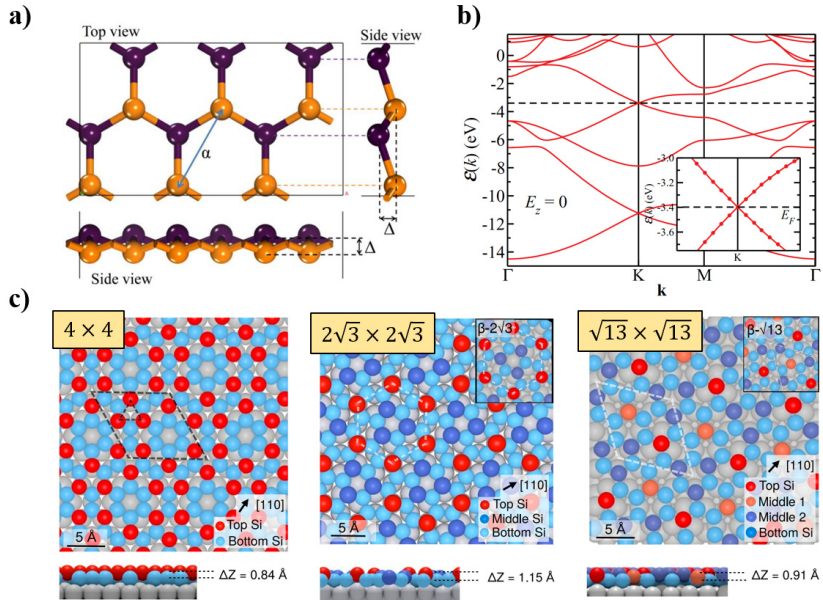 a)
Top view
Side view
α
Δ
Δ
Side view
b)
ε(k) (eV)
0
-2
-4
-6
-8
-10
-12
-14
Γ
K
M
Γ
k
E_z = 0
ε(k) (eV)
-3.0
-3.2
-3.4
-3.6
K
E_F
c)
4 × 4
[110]
Top Si
Bottom Si
5 Å
ΔZ = 0.84 Å
2√3 × 2√3
β-2√3
[110]
Top Si
Middle Si
Bottom Si
5 Å
ΔZ = 1.15 Å
√13 × √13
β-√13
[110]
Top Si
Middle 1
Middle 2
Bottom Si
5 Å
ΔZ = 0.91 Å